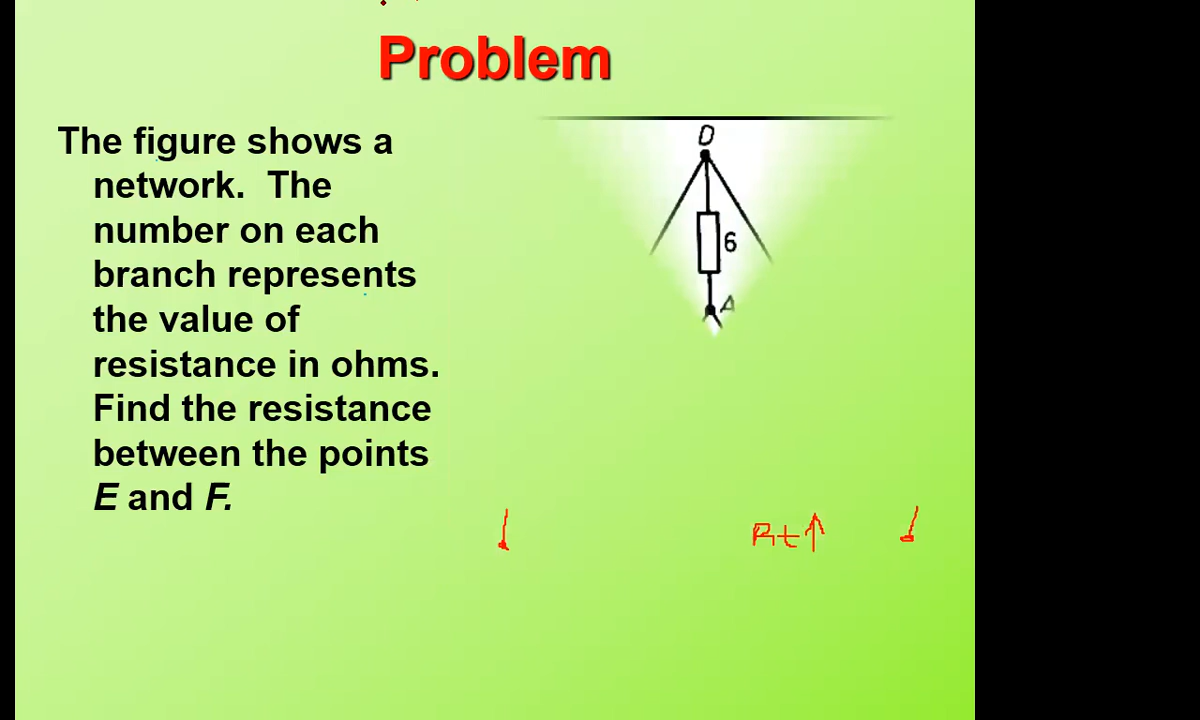 Problem
The figure shows a
network. The
number on each
branch represents
the value of
resistance in ohms.
Find the resistance
between the points
E and F.
D
6
A
Rt↑